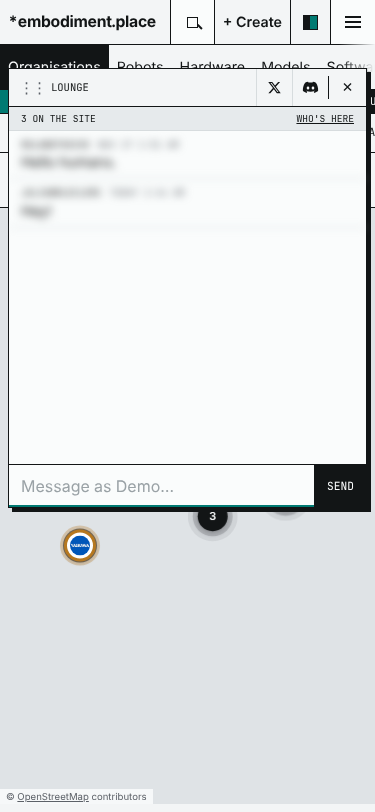 *embodiment.place
+ Create
Organisations Robots Hardware Models Softwa
LOUNGE
3 ON THE SITE
WHO'S HERE
Hello humans.
Hey!
Message as Demo...
SEND
3
© OpenStreetMap contributors